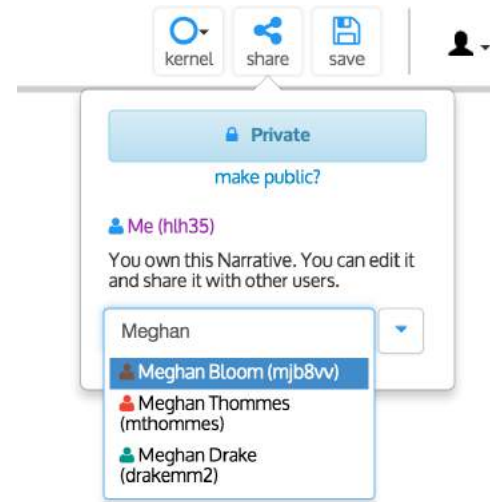 kernel share save
Private
make public?
Me (hlh35)
You own this Narrative. You can edit it
and share it with other users.
Meghan
Meghan Bloom (mjb8vv)
Meghan Thommes
(mthommes)
Meghan Drake
(drakemm2)